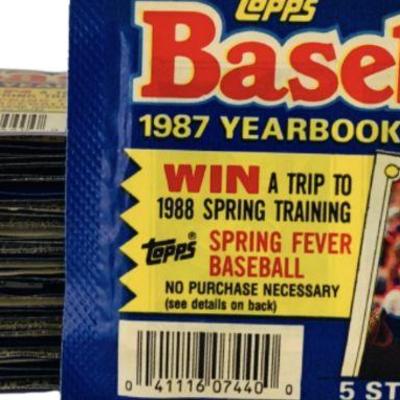 Topps
Basel
1987 YEARBOOK
WIN A TRIP TO
1988 SPRING TRAINING
Topps® SPRING FEVER
BASEBALL
NO PURCHASE NECESSARY
(see details on back)
0 41116 07440 0
5 ST